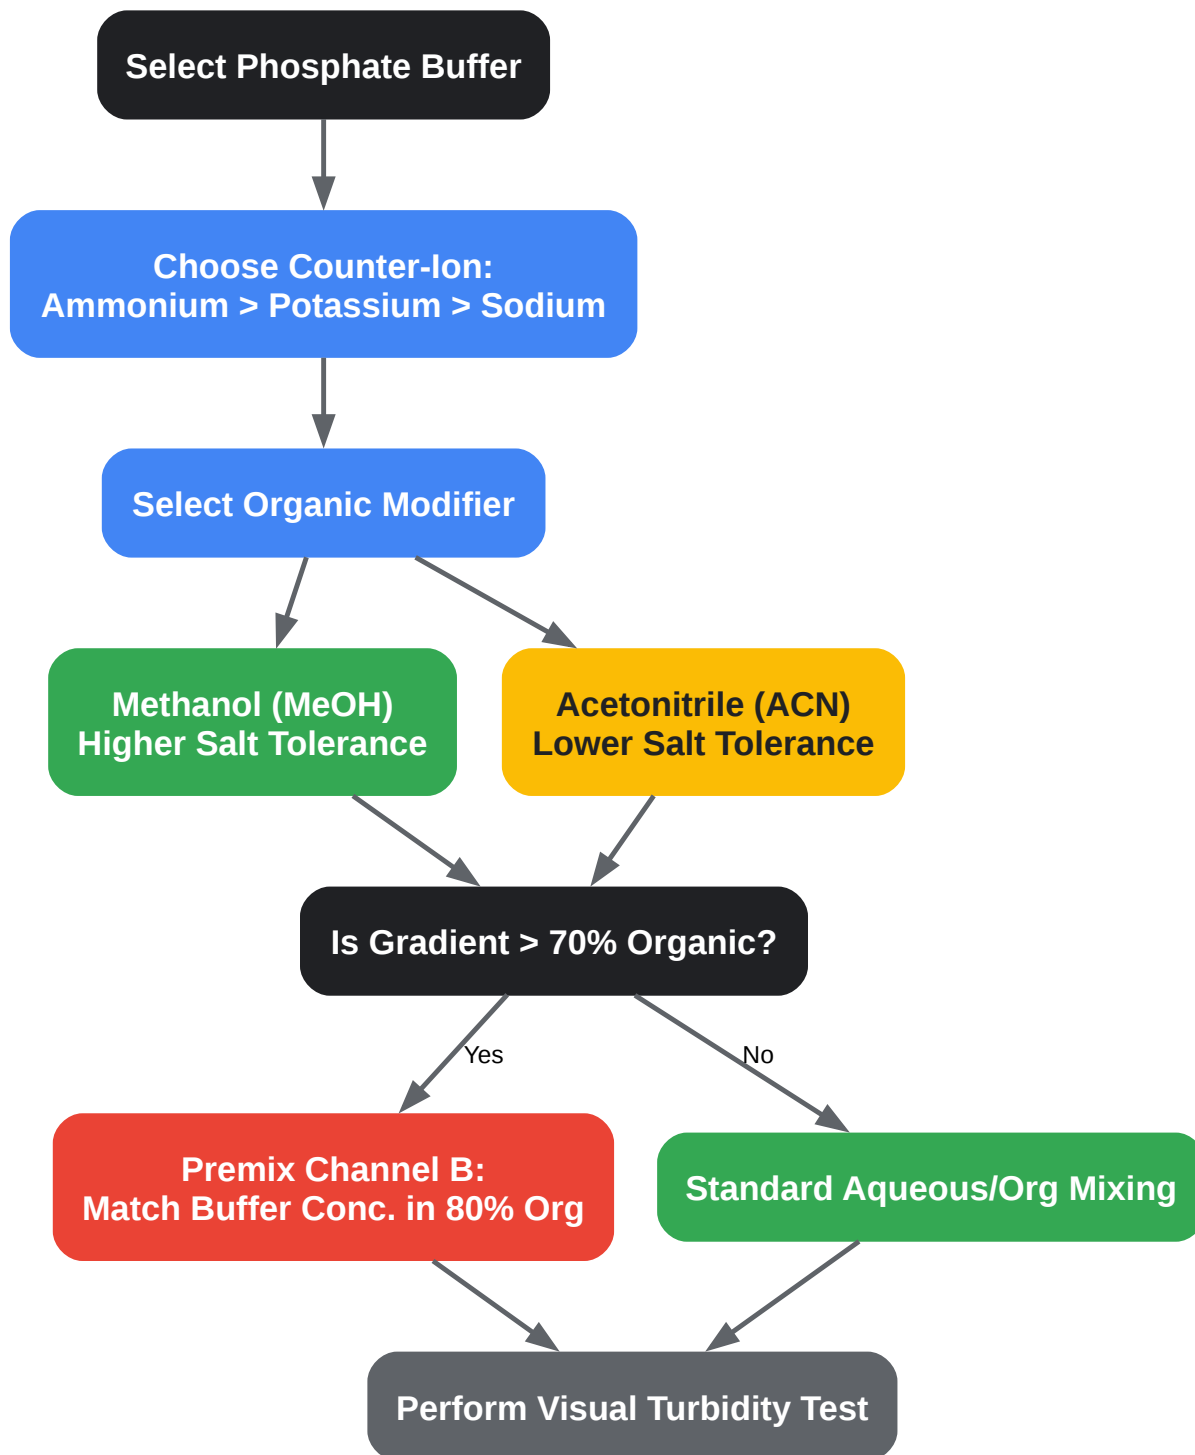 Select Phosphate Buffer
Choose Counter-Ion:
Ammonium > Potassium > Sodium
Select Organic Modifier
Methanol (MeOH)
Higher Salt Tolerance
Acetonitrile (ACN)
Lower Salt Tolerance
Is Gradient > 70% Organic?
Yes
No
Premix Channel B:
Match Buffer Conc. in 80% Org
Standard Aqueous/Org Mixing
Perform Visual Turbidity Test